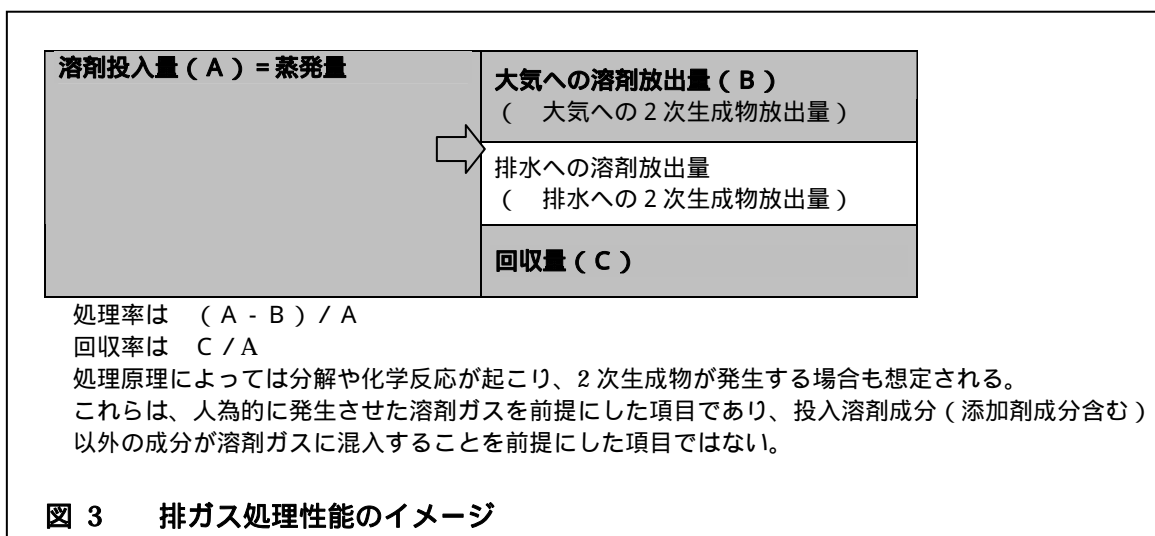 溶剤投入量(A)=蒸発量
大気への溶剤放出量(B)
( 大気への2次生成物放出量)
排水への溶剤放出量
( 排水への2次生成物放出量)
回収量(C)
処理率は (A-B)/A
回収率は C/A
処理原理によっては分解や化学反応が起こり、2次生成物が発生する場合も想定される。
これらは、人為的に発生させた溶剤ガスを前提にした項目であり、投入溶剤成分(添加剤成分含む)
以外の成分が溶剤ガスに混入することを前提にした項目ではない。
図 3 排ガス処理性能のイメージ